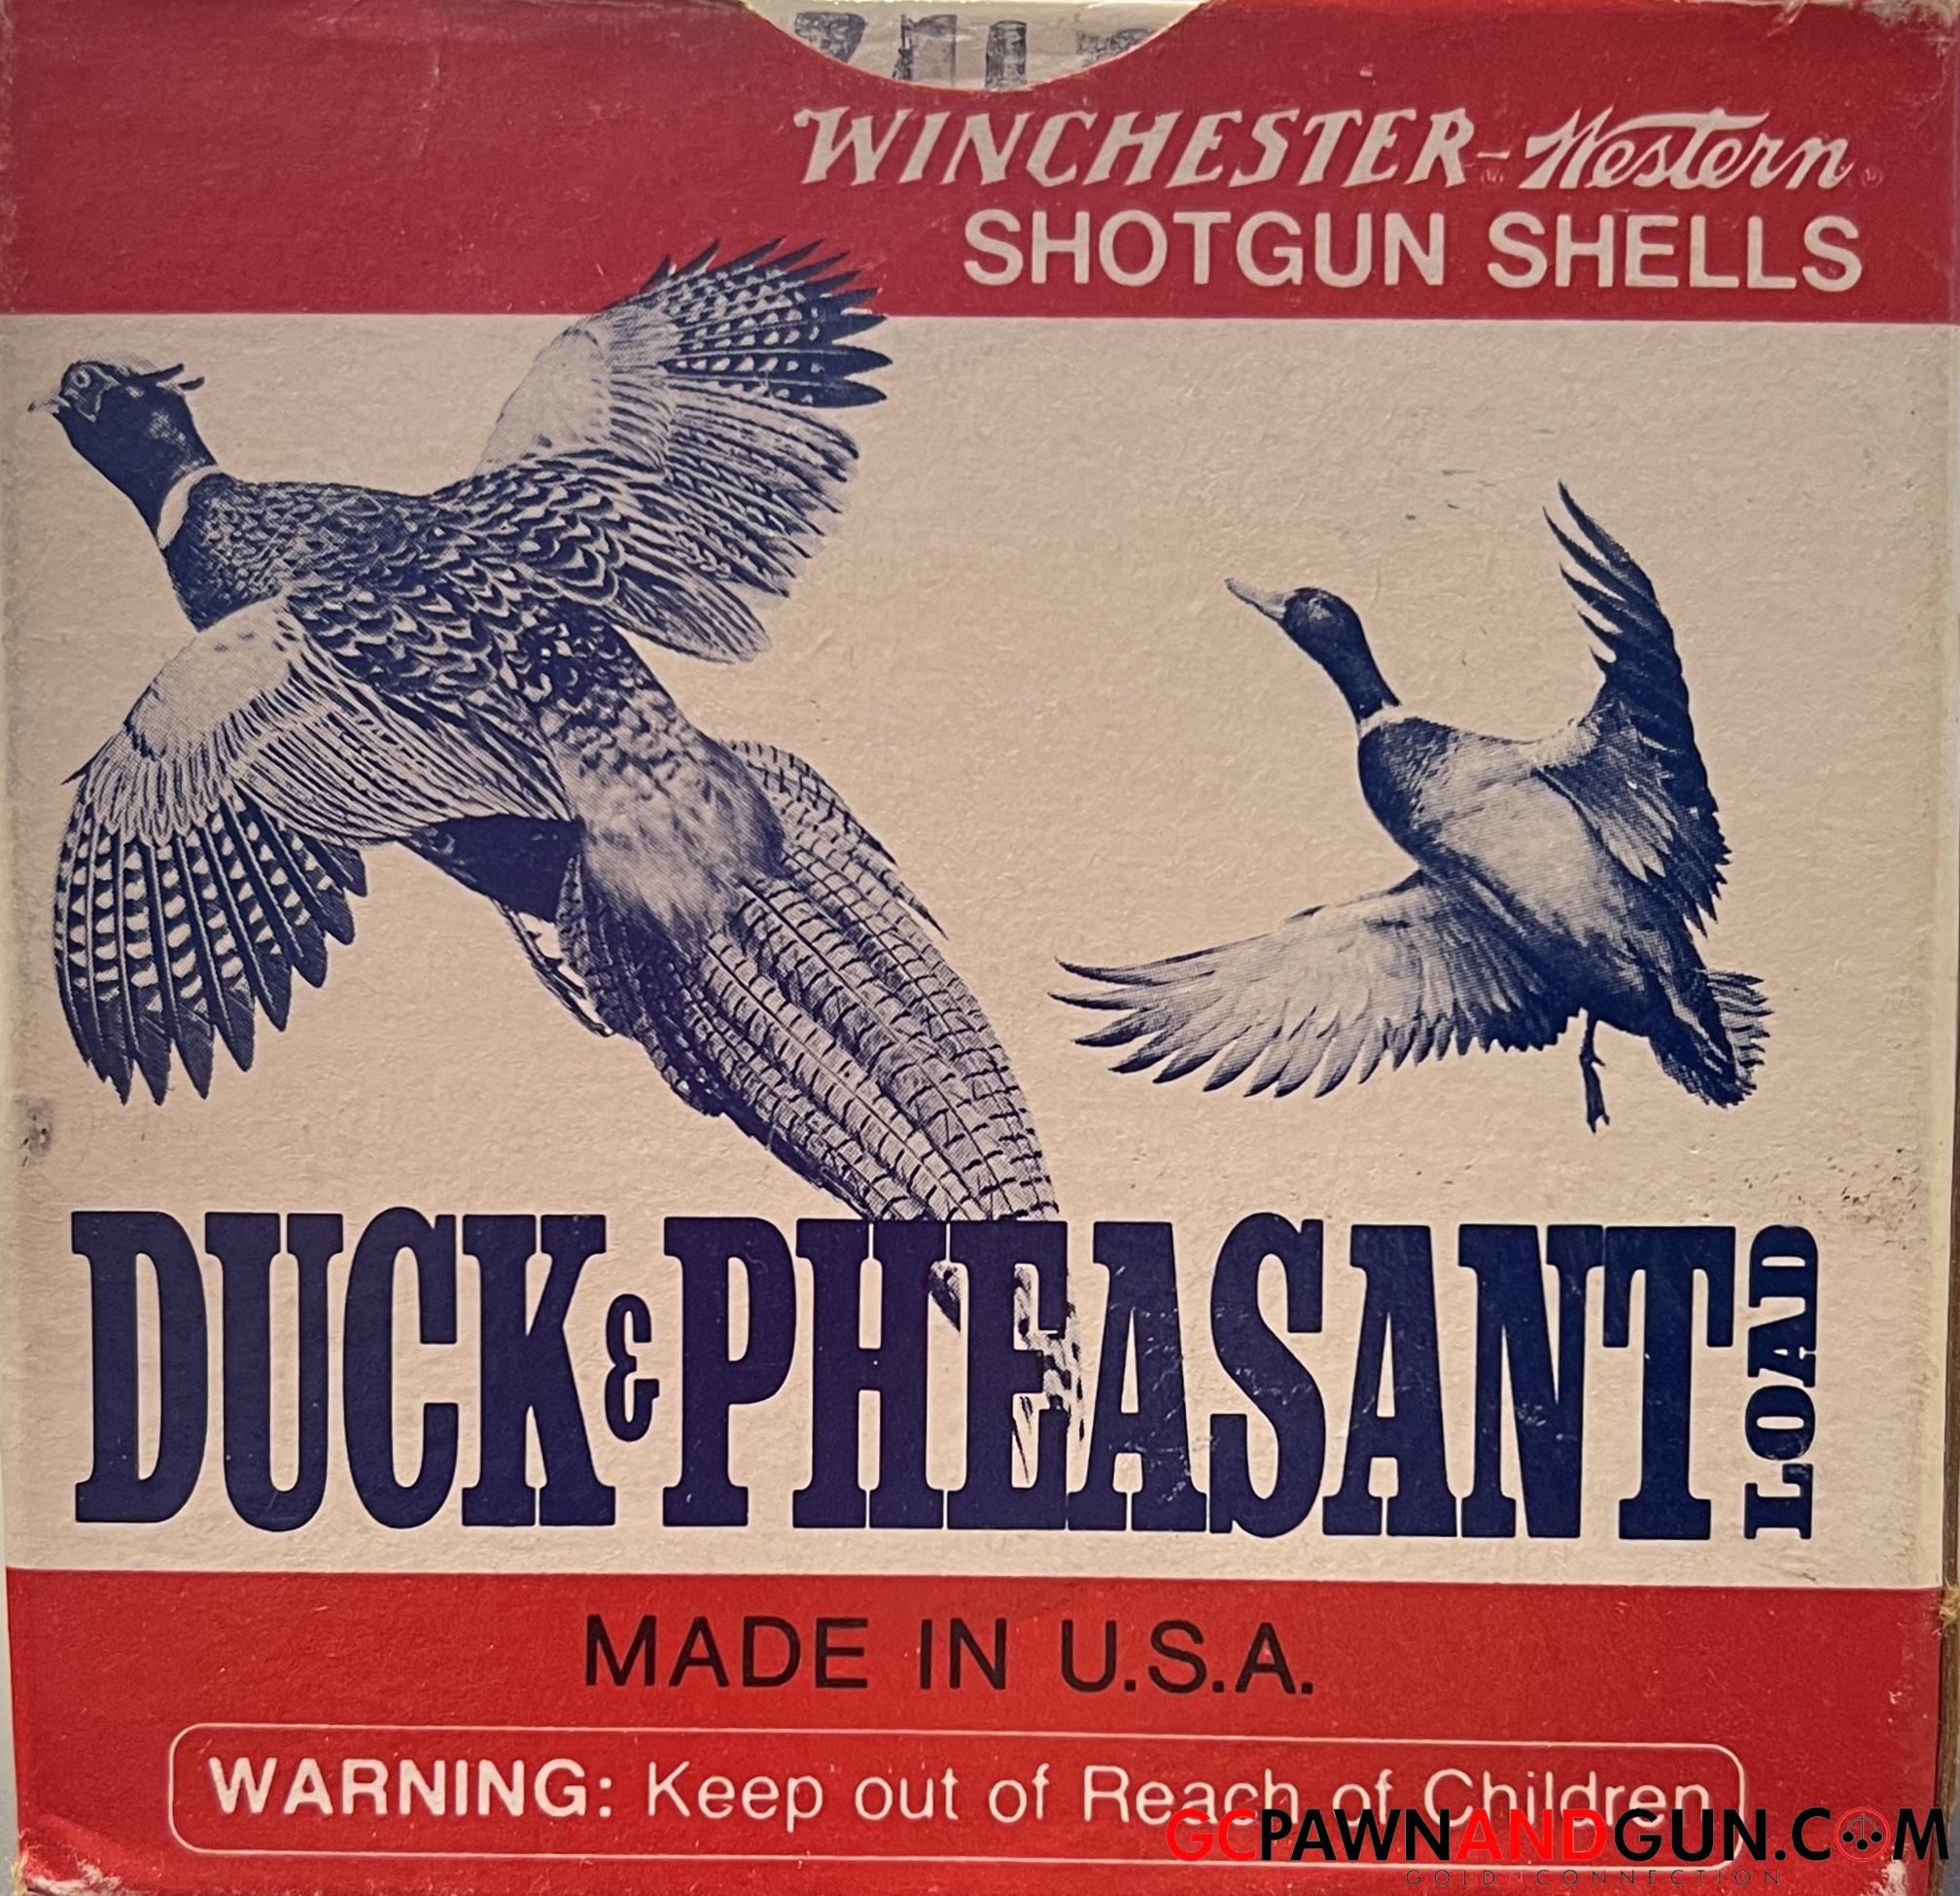 WINCHESTER-Western
SHOTGUN SHELLS
DUCK & PHEASANT LOAD
MADE IN U.S.A.
WARNING: Keep out of Reach of Children
GCPAWNANDGUN.COM
GOLD CONNECTION